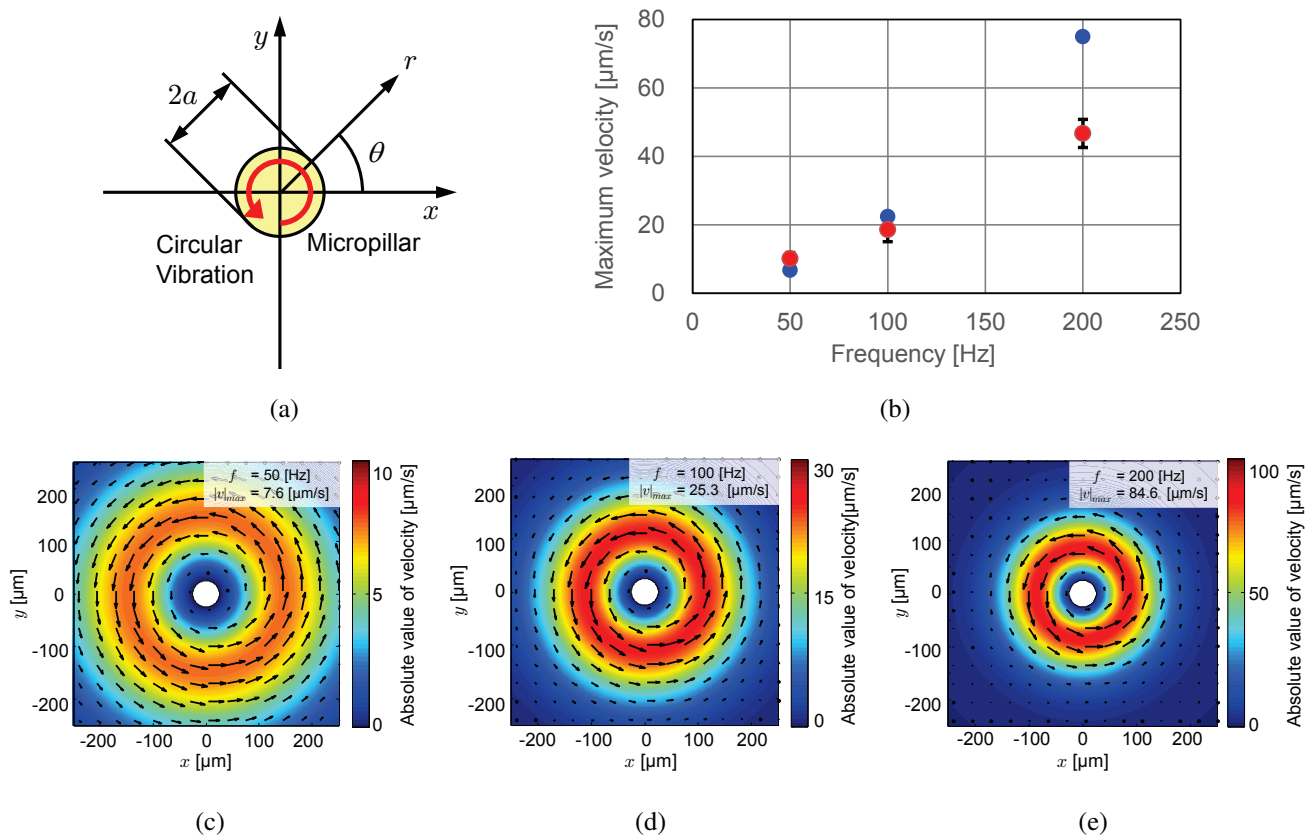 y
r
2a
θ
x
Circular
Vibration
Micropillar
(a)
Maximum velocity [µm/s]
80
60
40
20
0
0 50 100 150 200 250
Frequency [Hz]
(b)
f = 50 [Hz]
|v|max = 7.6 [µm/s]
y [µm]
200
100
0
-100
-200
-200 -100 0 100 200
x [µm]
10
5
0
Absolute value of velocity [µm/s]
(c)
f = 100 [Hz]
|v|max = 25.3 [µm/s]
y [µm]
200
100
0
-100
-200
-200 -100 0 100 200
x [µm]
30
15
0
Absolute value of velocity[µm/s]
(d)
f = 200 [Hz]
|v|max = 84.6 [µm/s]
y [µm]
200
100
0
-100
-200
-200 -100 0 100 200
x [µm]
100
50
0
Absolute value of velocity [µm/s]
(e)